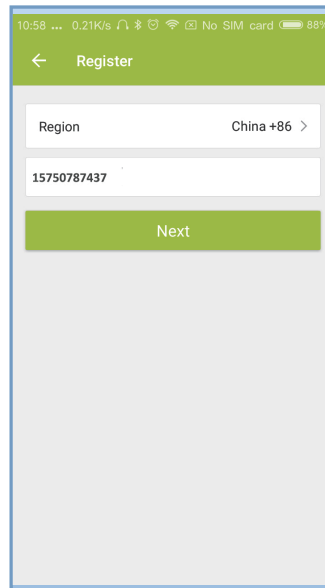 10:58 ... 0.21K/s No SIM card 88%
Register
Region China +86
15750787437
Next